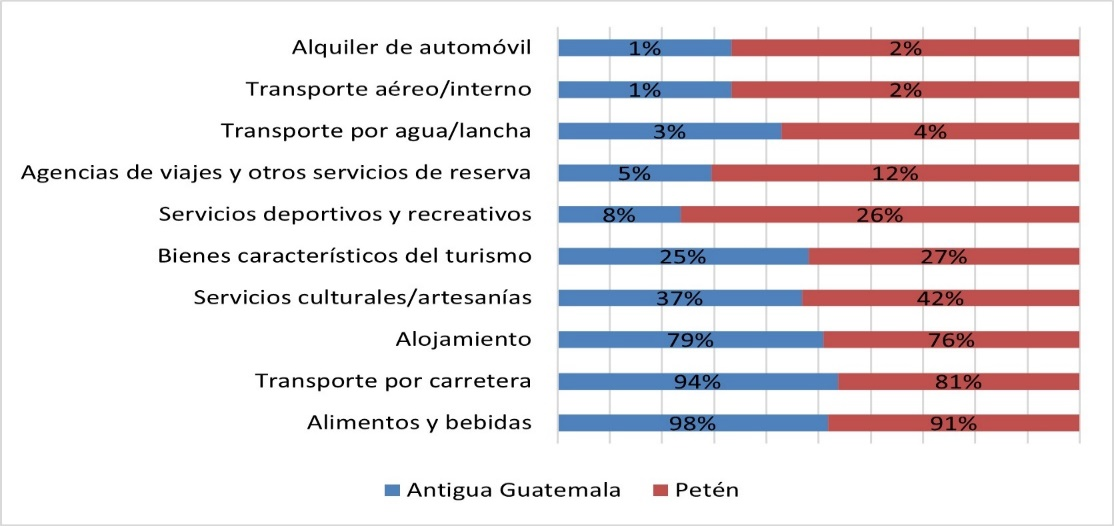 Alquiler de automóvil 1% 2%
Transporte aéreo/interno 1% 2%
Transporte por agua/lancha 3% 4%
Agencias de viajes y otros servicios de reserva 5% 12%
Servicios deportivos y recreativos 8% 26%
Bienes característicos del turismo 25% 27%
Servicios culturales/artesanías 37% 42%
Alojamiento 79% 76%
Transporte por carretera 94% 81%
Alimentos y bebidas 98% 91%
Antigua Guatemala Petén